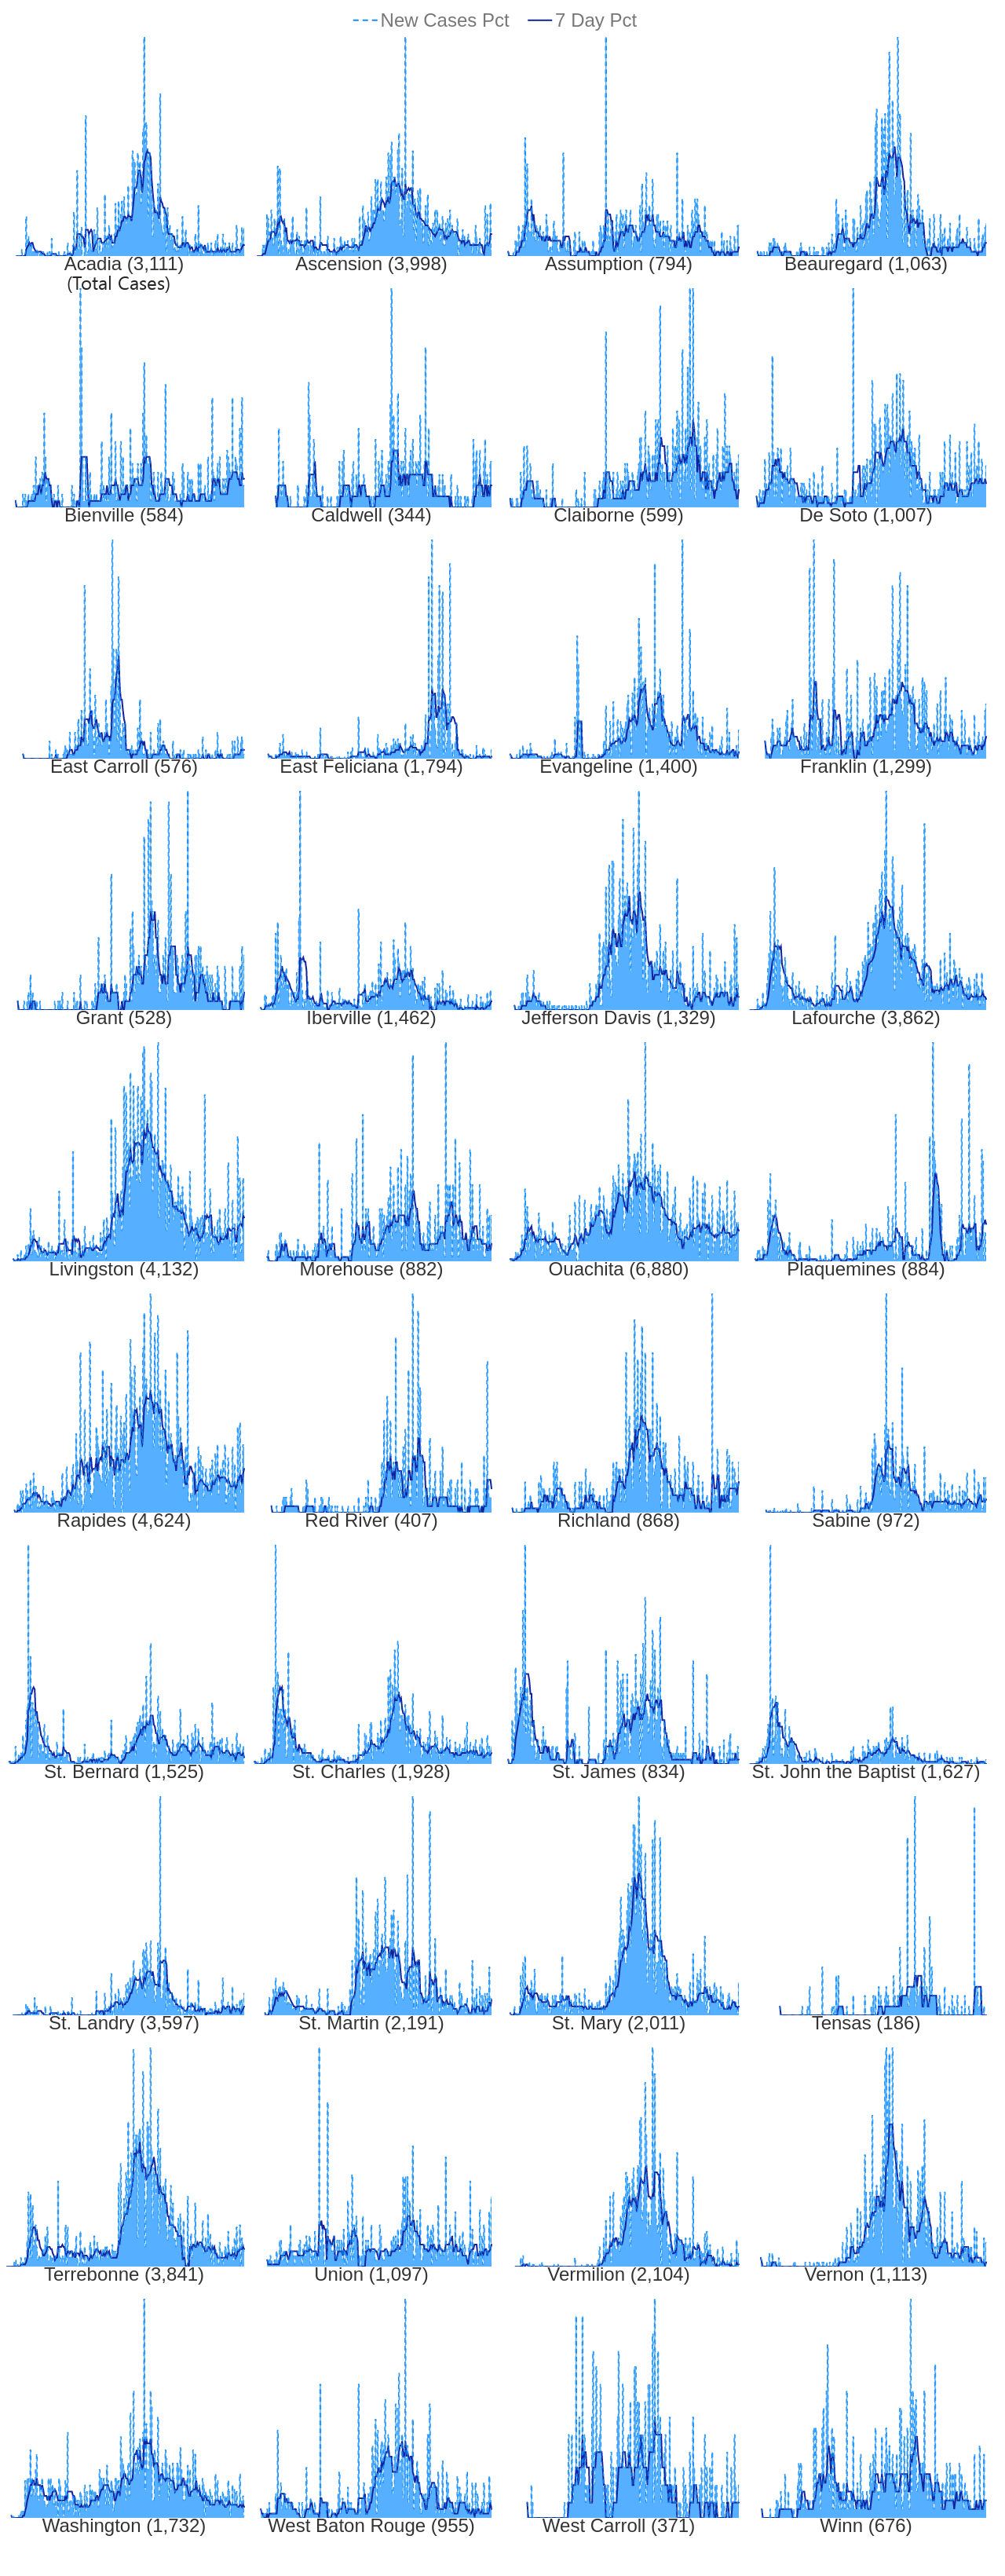 New Cases Pct 7 Day Pct
Acadia (3,111) Ascension (3,998) Assumption (794) Beauregard (1,063)
(Total Cases)
Bienville (584) Caldwell (344) Claiborne (599) De Soto (1,007)
East Carroll (576) East Feliciana (1,794) Evangeline (1,400) Franklin (1,299)
Grant (528) Iberville (1,462) Jefferson Davis (1,329) Lafourche (3,862)
Livingston (4,132) Morehouse (882) Ouachita (6,880) Plaquemines (884)
Rapides (4,624) Red River (407) Richland (868) Sabine (972)
St. Bernard (1,525) St. Charles (1,928) St. James (834) St. John the Baptist (1,627)
St. Landry (3,597) St. Martin (2,191) St. Mary (2,011) Tensas (186)
Terrebonne (3,841) Union (1,097) Vermilion (2,104) Vernon (1,113)
Washington (1,732) West Baton Rouge (955) West Carroll (371) Winn (676)